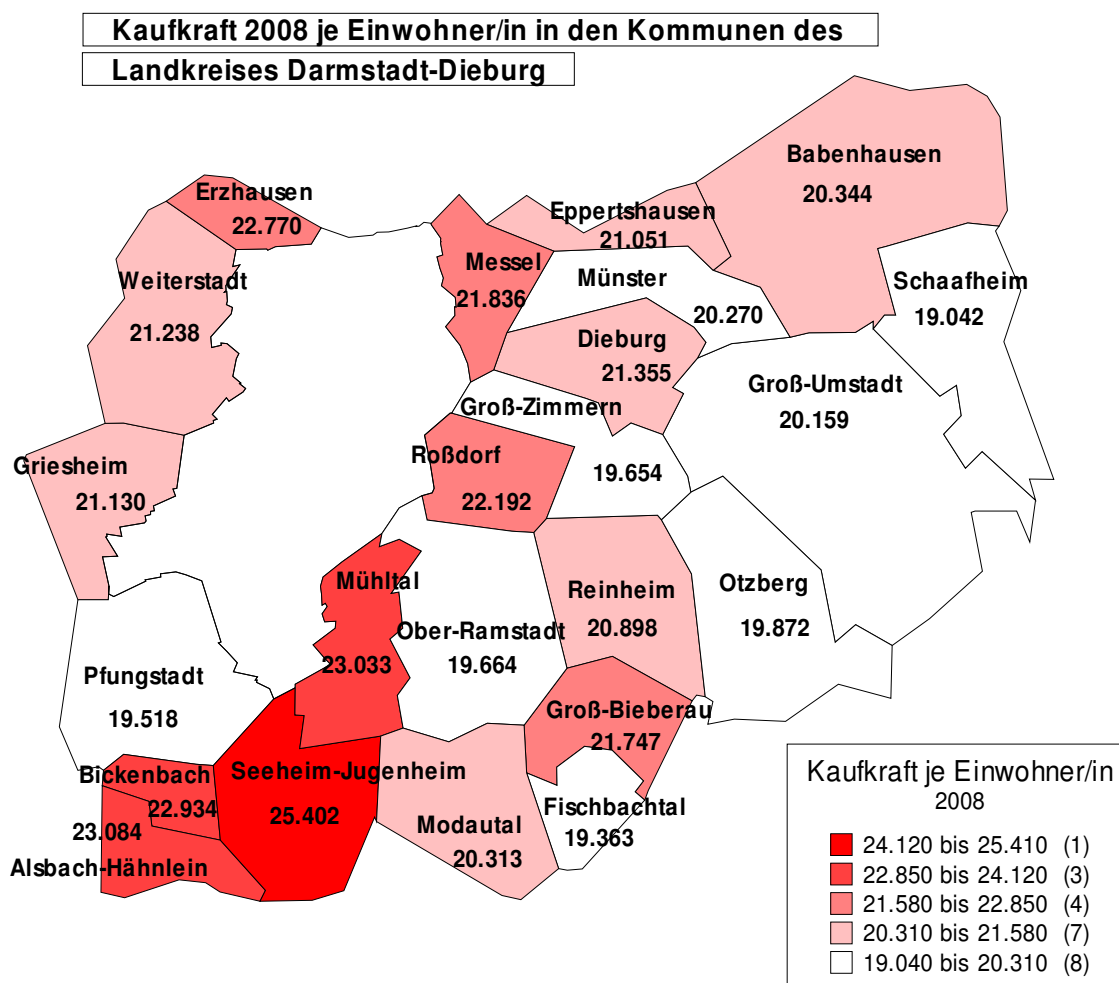 Kaufkraft 2008 je Einwohner/in in den Kommunen des
Landkreises Darmstadt-Dieburg
Babenhausen
20.344
Erzhausen
22.770
Eppertshausen
21.051
Messel
21.836
Münster
20.270
Weiterstadt
21.238
Schaafheim
19.042
Dieburg
21.355
Groß-Umstadt
20.159
Groß-Zimmern
19.654
Griesheim
21.130
Roßdorf
22.192
Mühltal
23.033
Reinheim
20.898
Otzberg
19.872
Ober-Ramstadt
19.664
Pfungstadt
19.518
Groß-Bieberau
21.747
Bickenbach
22.934
Seeheim-Jugenheim
25.402
23.084
Alsbach-Hähnlein
Modautal
20.313
Fischbachtal
19.363
Kaufkraft je Einwohner/in
2008
24.120 bis 25.410 (1)
22.850 bis 24.120 (3)
21.580 bis 22.850 (4)
20.310 bis 21.580 (7)
19.040 bis 20.310 (8)